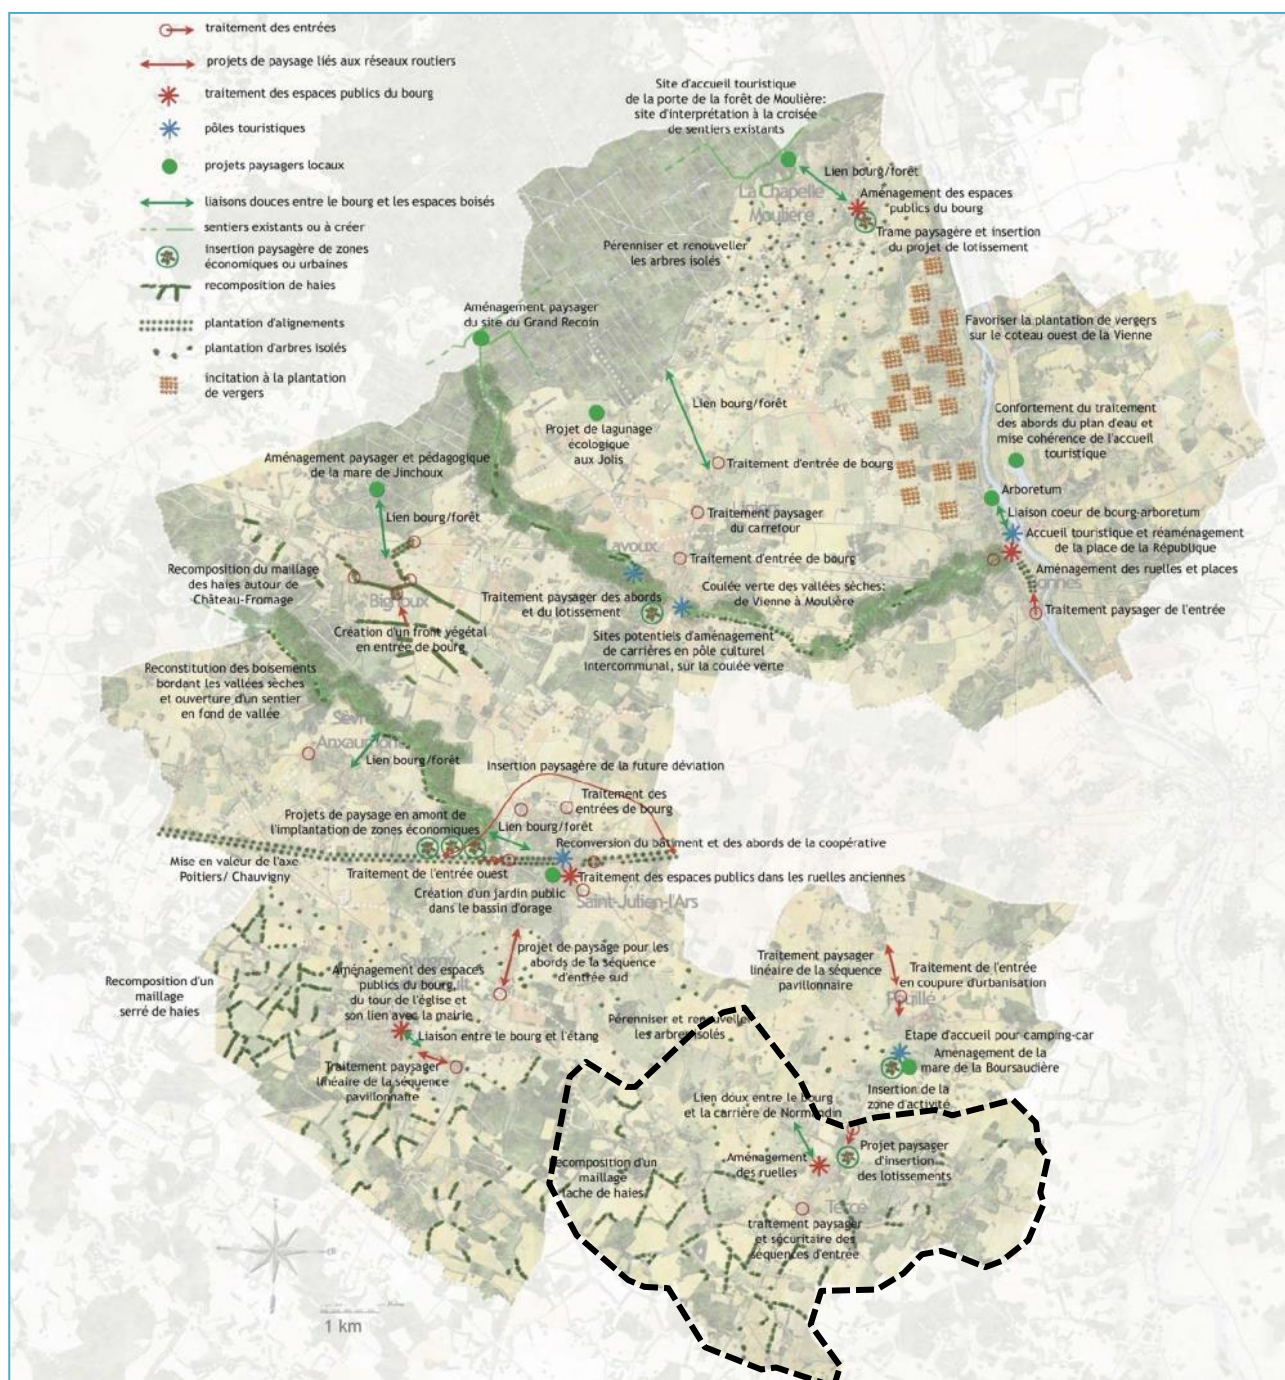 traitement des entrées
projets de paysage liés aux réseaux routiers
traitement des espaces publics du bourg
pôles touristiques
projets paysagers locaux
liaisons douces entre le bourg et les espaces boisés
sentiers existants ou à créer
insertion paysagère de zones
économiques ou urbaines
recomposition de haies
plantation d'alignements
plantation d'arbres isolés
incitation à la plantation
de vergers
Site d'accueil touristique
de la porte de la forêt de Moulière:
site d'interprétation à la croisée
de sentiers existants
Lien bourg/forêt
La Chapelle
Moulière
Aménagement des espaces
publics du bourg
Trame paysagère et insertion
du projet de lotissement
Pérenniser et renouveller
les arbres isolés
Aménagement paysager
du site du Grand Recoin
Favoriser la plantation de vergers
sur le coteau ouest de la Vienne
Lien bourg/forêt
Projet de lagunage
écologique
aux Jolis
Confortement du traitement
des abords du plan d'eau et
mise cohérence de l'accueil
touristique
Aménagement paysager et pédagogique
de la mare de Jinchoux
Traitement d'entrée de bourg
Arboretum
Lien bourg/forêt
Traitement paysager
du carrefour
Liaison coeur de bourg-arboretum
Accueil touristique et réaménagement
de la place de la République
Traitement d'entrée de bourg
Recomposition du maillage
des haies autour de
Château-Fromage
Coulée verte des vallées sèches:
de Vienne à Moulière
Aménagement des ruelles et places
Traitement paysager des abords
et du lotissement
Traitement paysager de l'entrée
Création d'un front végétal
en entrée de bourg
Sites potentiels d'aménagement
de carrières en pôle culturel
intercommunal, sur la coulée verte
Reconstitution des boisements
bordant les vallées sèches
et ouverture d'un sentier
en fond de vallée
Anxaumont
Lien bourg/forêt
Insertion paysagère de la future déviation
Traitement des
entrées de bourg
Projets de paysage en amont de
l'implantation de zones économiques
Lien bourg/forêt
Reconversion du bâtiment et des abords de la coopérative
Mise en valeur de l'axe
Poitiers/ Chauvigny
Traitement de l'entrée ouest
Traitement des espaces publics dans les ruelles anciennes
Création d'un jardin public
dans le bassin d'orage
Saint-Julien-l'Ars
projet de paysage pour les
abords de la séquence
d'entrée sud
Traitement paysager
linéaire de la séquence
pavillonnaire
Traitement de l'entrée
en coupure d'urbanisation
Recomposition d'un
maillage
serré de haies
Aménagement des espaces
publics du bourg,
du tour de l'église et
son lien avec la mairie
Pérenniser et renouveller
les arbres isolés
Liaison entre le bourg et l'étang
Etape d'accueil pour camping-car
Aménagement de la
mare de la Boursaudière
Traitement paysager
linéaire de la séquence
pavillonnaire
Insertion de la
zone d'activité
Lien doux entre le bourg
et la carrière de Normandin
Projet paysager
d'insertion
des lotissements
Aménagement
des ruelles
Recomposition d'un
maillage
lache de haies
Tercé
traitement paysager
et sécuritaire des
séquences d'entrée
1 km